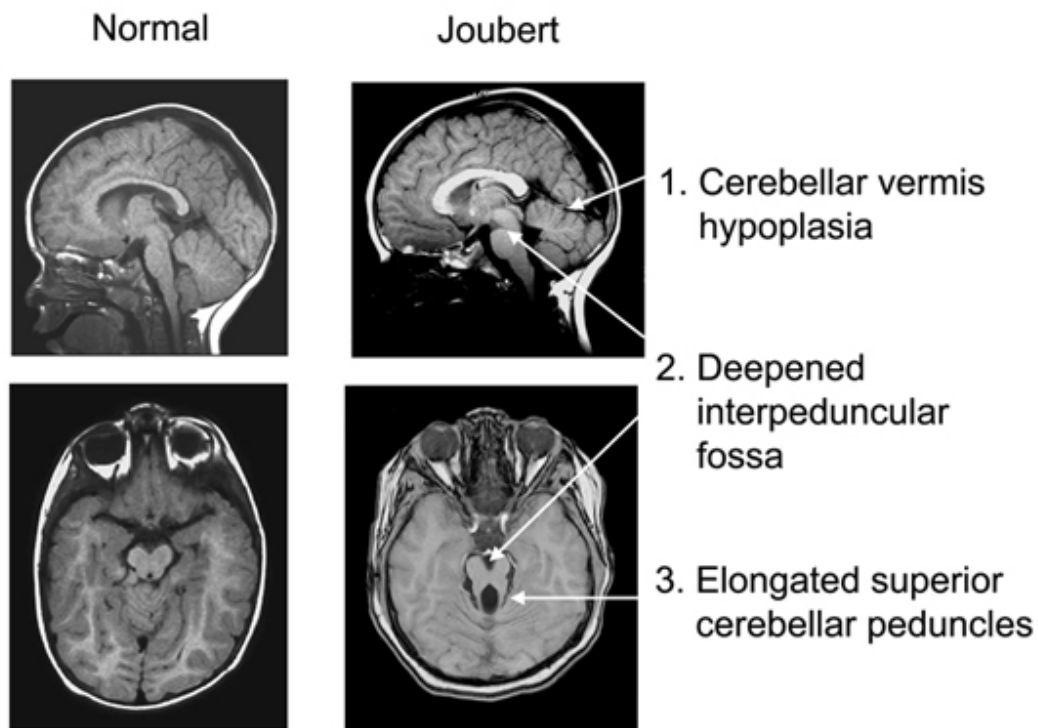 Normal
Joubert
1. Cerebellar vermis
hypoplasia
2. Deepened
interpeduncular
fossa
3. Elongated superior
cerebellar peduncles